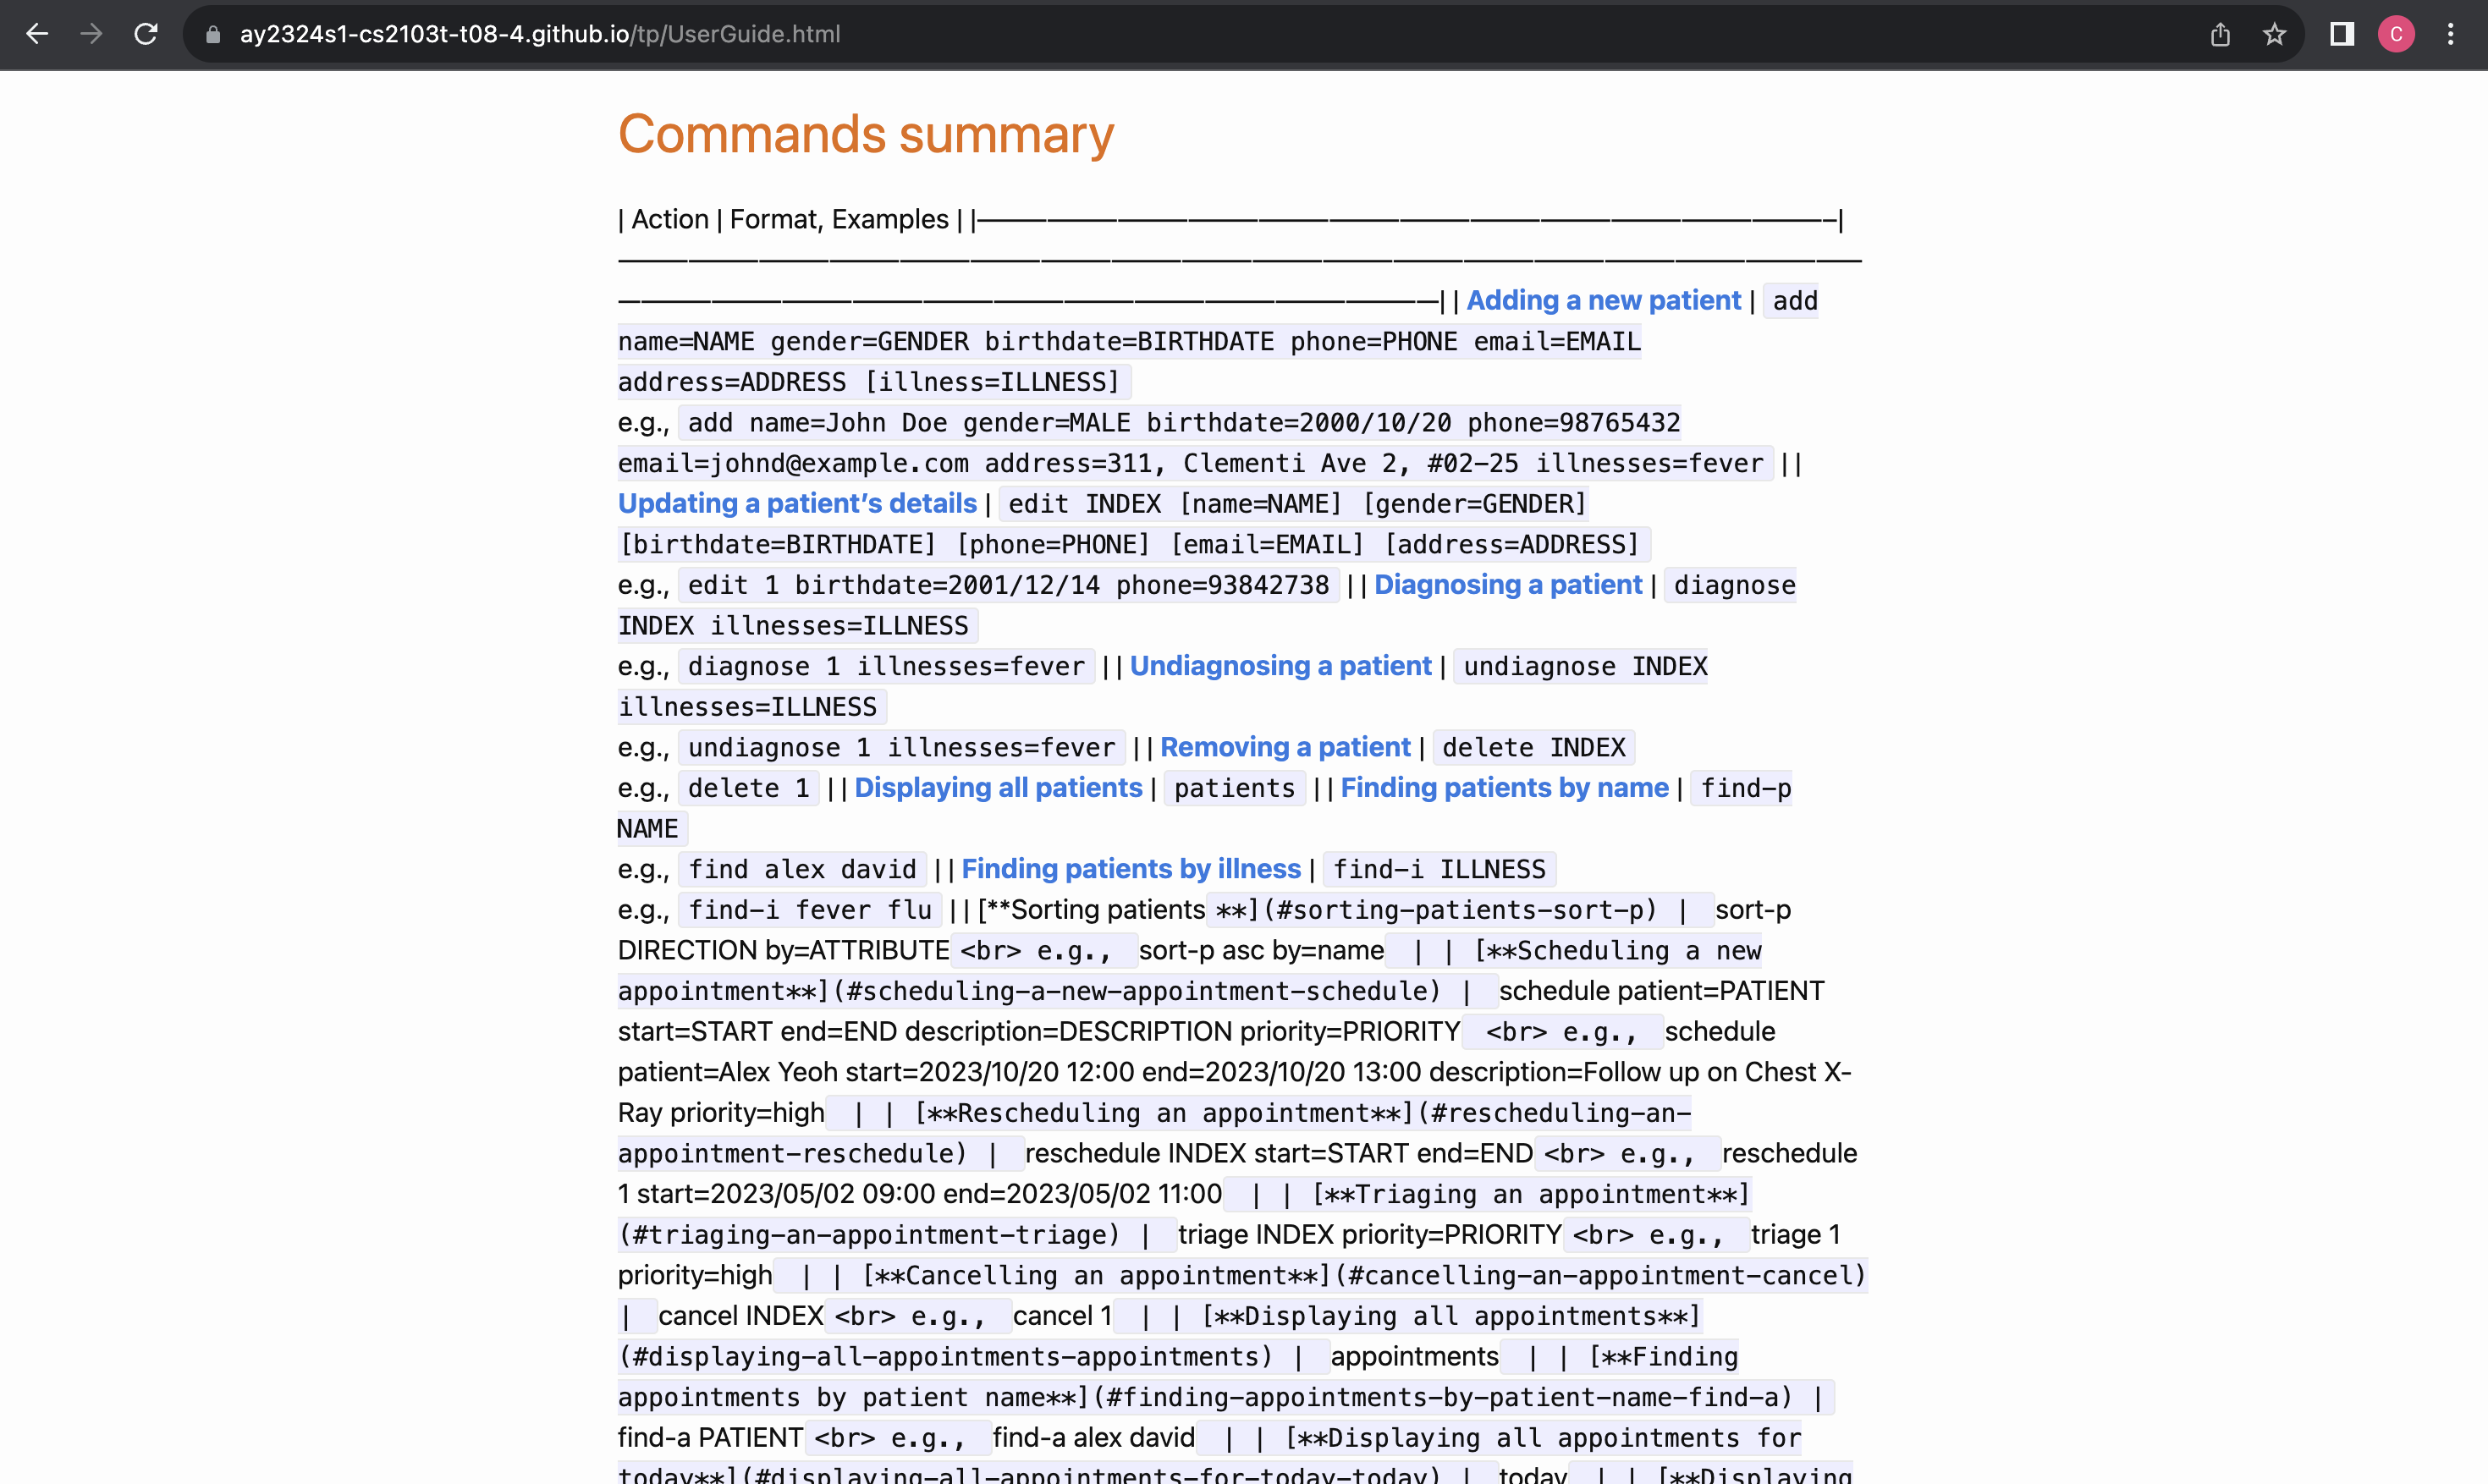 ay2324s1-cs2103t-t08-4.github.io/tp/UserGuide.html
C
Commands summary
| Action | Format, Examples | |—————————————————————————————————————–|
——————————————————————————————————————————
——————————————————————————————————| | Adding a new patient | add
name=NAME gender=GENDER birthdate=BIRTHDATE phone=PHONE email=EMAIL
address=ADDRESS [illness=ILLNESS]
e.g., add name=John Doe gender=MALE birthdate=2000/10/20 phone=98765432
email=johnd@example.com address=311, Clementi Ave 2, #02-25 illnesses=fever | |
Updating a patient’s details | edit INDEX [name=NAME] [gender=GENDER]
[birthdate=BIRTHDATE] [phone=PHONE] [email=EMAIL] [address=ADDRESS]
e.g., edit 1 birthdate=2001/12/14 phone=93842738 | | Diagnosing a patient | diagnose
INDEX illnesses=ILLNESS
e.g., diagnose 1 illnesses=fever | | Undiagnosing a patient | undiagnose INDEX
illnesses=ILLNESS
e.g., undiagnose 1 illnesses=fever | | Removing a patient | delete INDEX
e.g., delete 1 | | Displaying all patients | patients | | Finding patients by name | find-p
NAME
e.g., find alex david | | Finding patients by illness | find-i ILLNESS
e.g., find-i fever flu | | [**Sorting patients **](#sorting-patients-sort-p) | sort-p
DIRECTION by=ATTRIBUTE <br> e.g., sort-p asc by=name | | [**Scheduling a new
appointment**](#scheduling-a-new-appointment-schedule) | schedule patient=PATIENT
start=START end=END description=DESCRIPTION priority=PRIORITY <br> e.g., schedule
patient=Alex Yeoh start=2023/10/20 12:00 end=2023/10/20 13:00 description=Follow up on Chest X-
Ray priority=high | | [**Rescheduling an appointment**](#rescheduling-an-
appointment-reschedule) | reschedule INDEX start=START end=END <br> e.g., reschedule
1 start=2023/05/02 09:00 end=2023/05/02 11:00 | | [**Triaging an appointment**]
(#triaging-an-appointment-triage) | triage INDEX priority=PRIORITY <br> e.g., triage 1
priority=high | | [**Cancelling an appointment**](#cancelling-an-appointment-cancel)
| cancel INDEX <br> e.g., cancel 1 | | [**Displaying all appointments**]
(#displaying-all-appointments-appointments) | appointments | | [**Finding
appointments by patient name**](#finding-appointments-by-patient-name-find-a) |
find-a PATIENT <br> e.g., find-a alex david | | [**Displaying all appointments for
today**](#displaying-all-appointments-for-today-today) | today | | [**Displaying